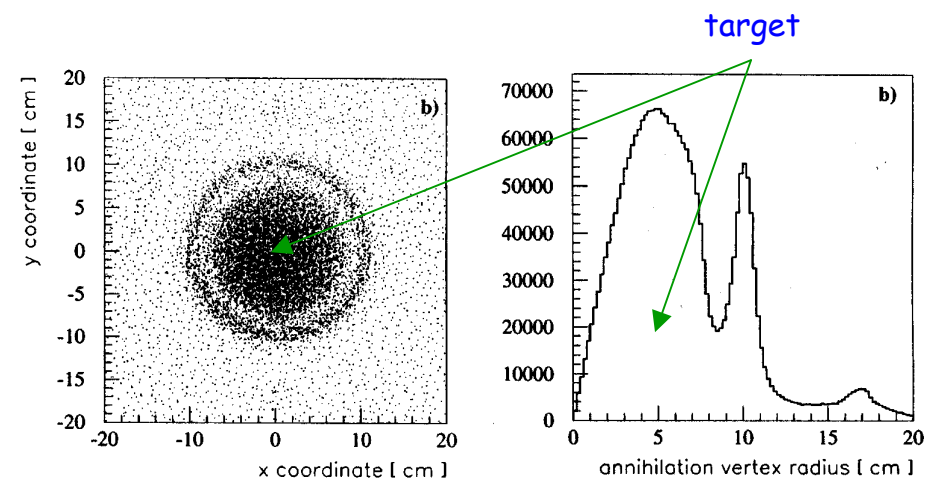 target
b)
20
15
10
5
0
-5
-10
-15
-20
-20 -10 0 10 20
x coordinate [ cm ]
y coordinate [ cm ]
b)
70000
60000
50000
40000
30000
20000
10000
0
0 5 10 15 20
annihilation vertex radius [ cm ]